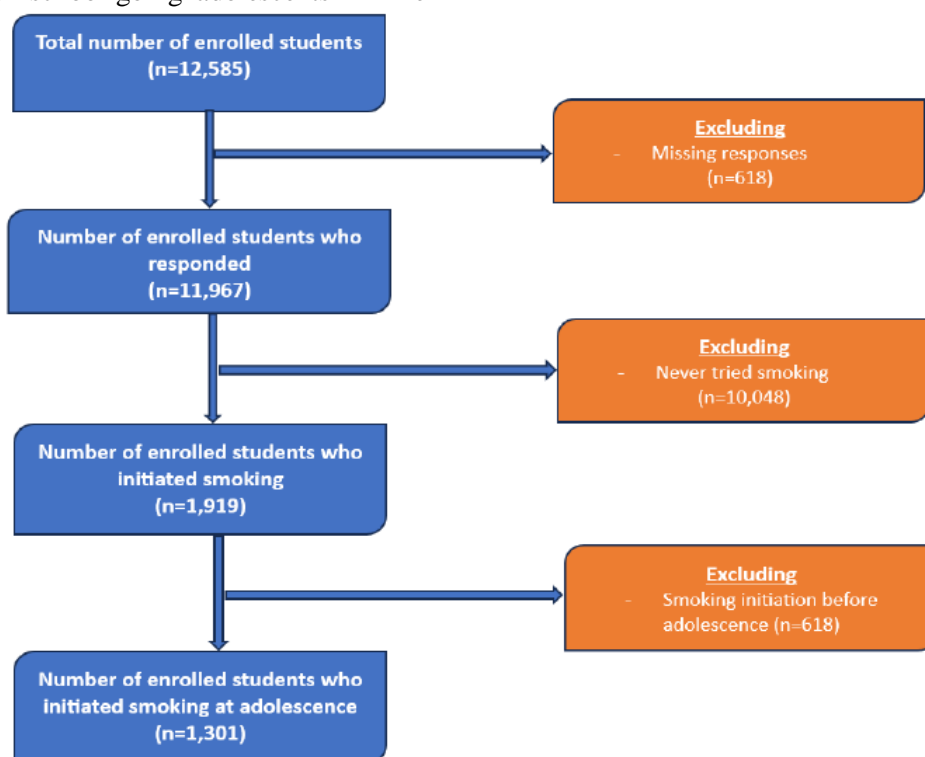 Total number of enrolled students
(n=12,585)
Excluding
- Missing responses
(n=618)
Number of enrolled students who
responded
(n=11,967)
Excluding
- Never tried smoking
(n=10,048)
Number of enrolled students who
initiated smoking
(n=1,919)
Excluding
- Smoking initiation before
adolescence (n=618)
Number of enrolled students who
initiated smoking at adolescence
(n=1,301)